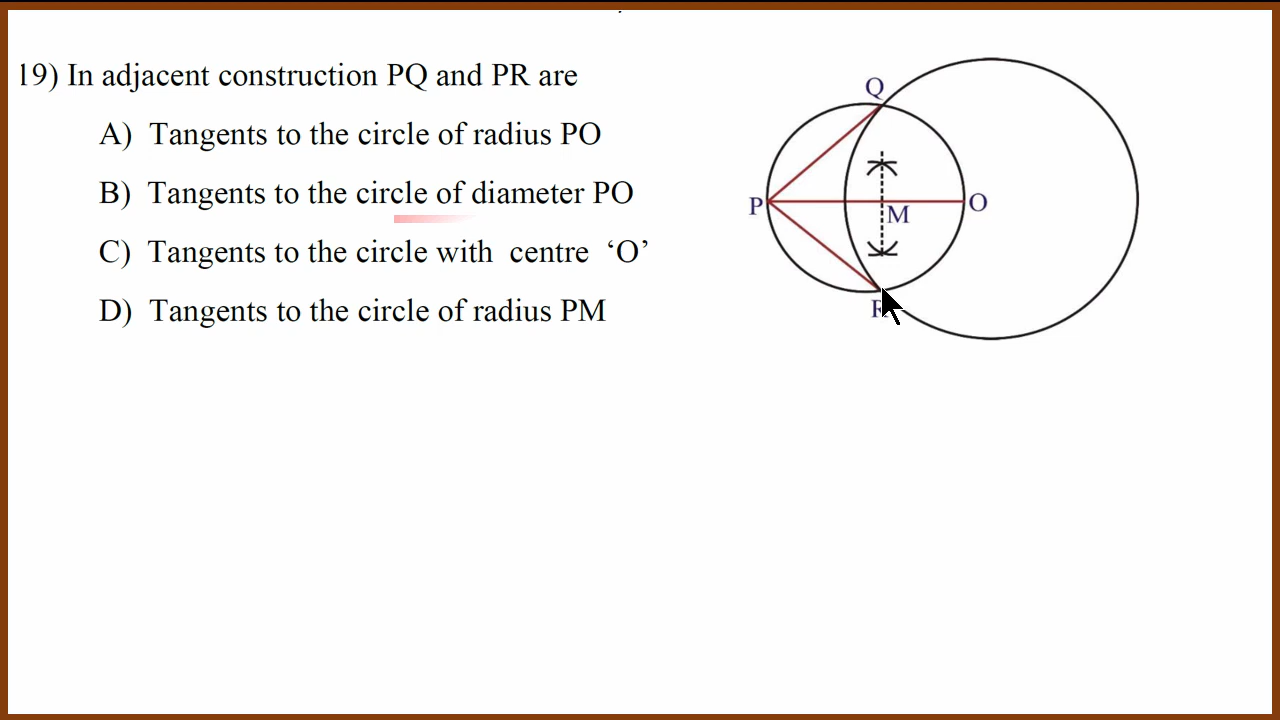 19) In adjacent construction PQ and PR are
A) Tangents to the circle of radius PO
B) Tangents to the circle of diameter PO
C) Tangents to the circle with centre ‘O’
D) Tangents to the circle of radius PM
Q
P
M
O
R